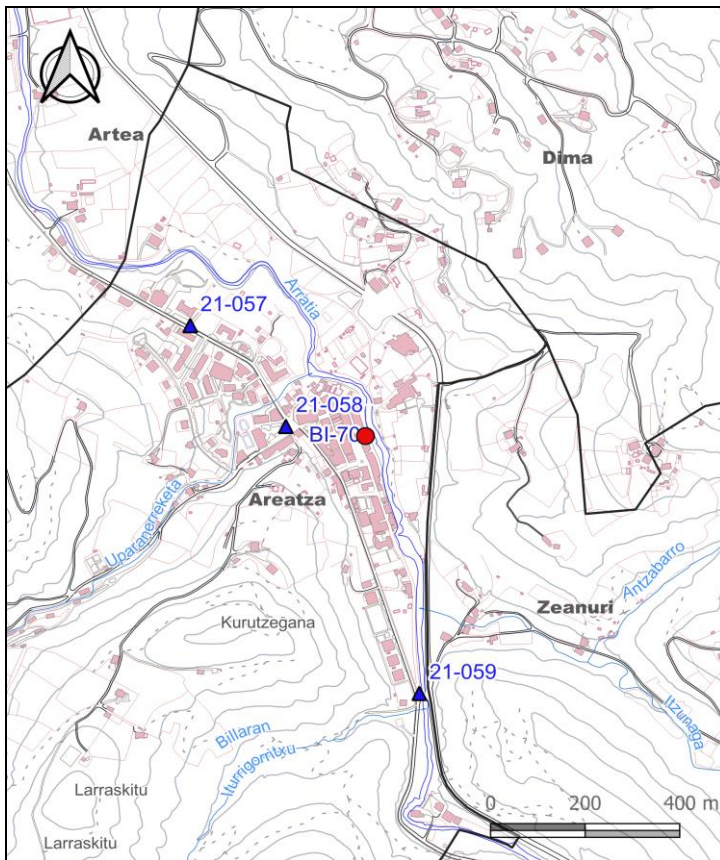 Artea
Dima
Arratia
21-057
21-058
BI-70
Areatza
Uparanerreketa
Antzabarro
Zeanuri
Kurutzegana
21-059
Itzunaga
Billaran
Iturrigorritxu
Larraskitu
0 200 400 m
Larraskitu